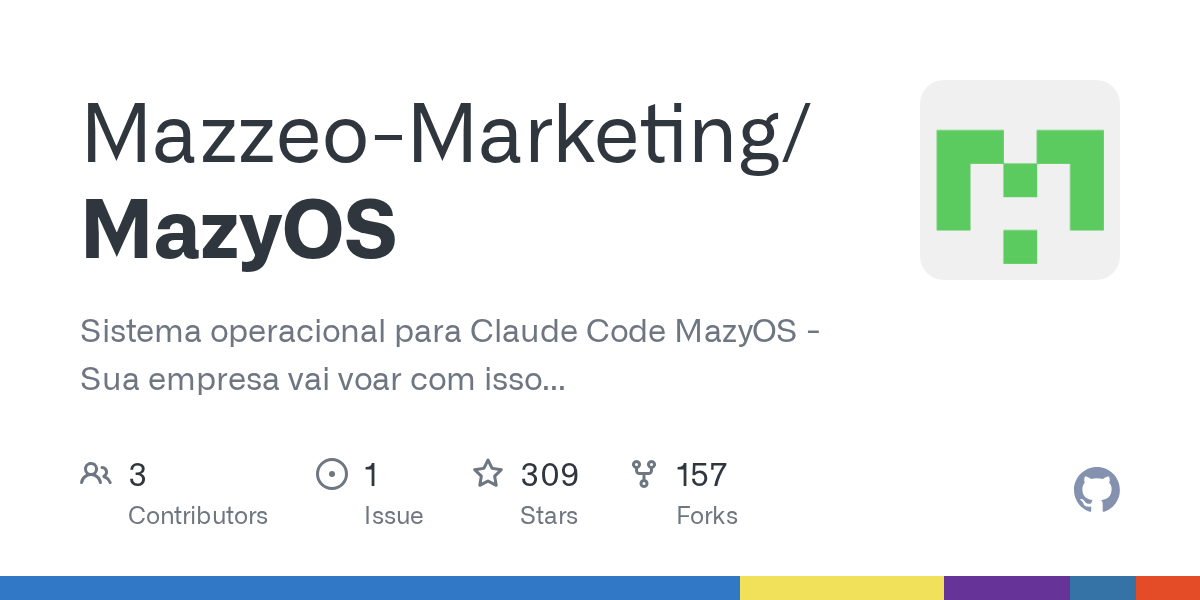 Mazzeo-Marketing/
MazyOS
Sistema operacional para Claude Code MazyOS -
Sua empresa vai voar com isso...
3
Contributors
1
Issue
309
Stars
157
Forks